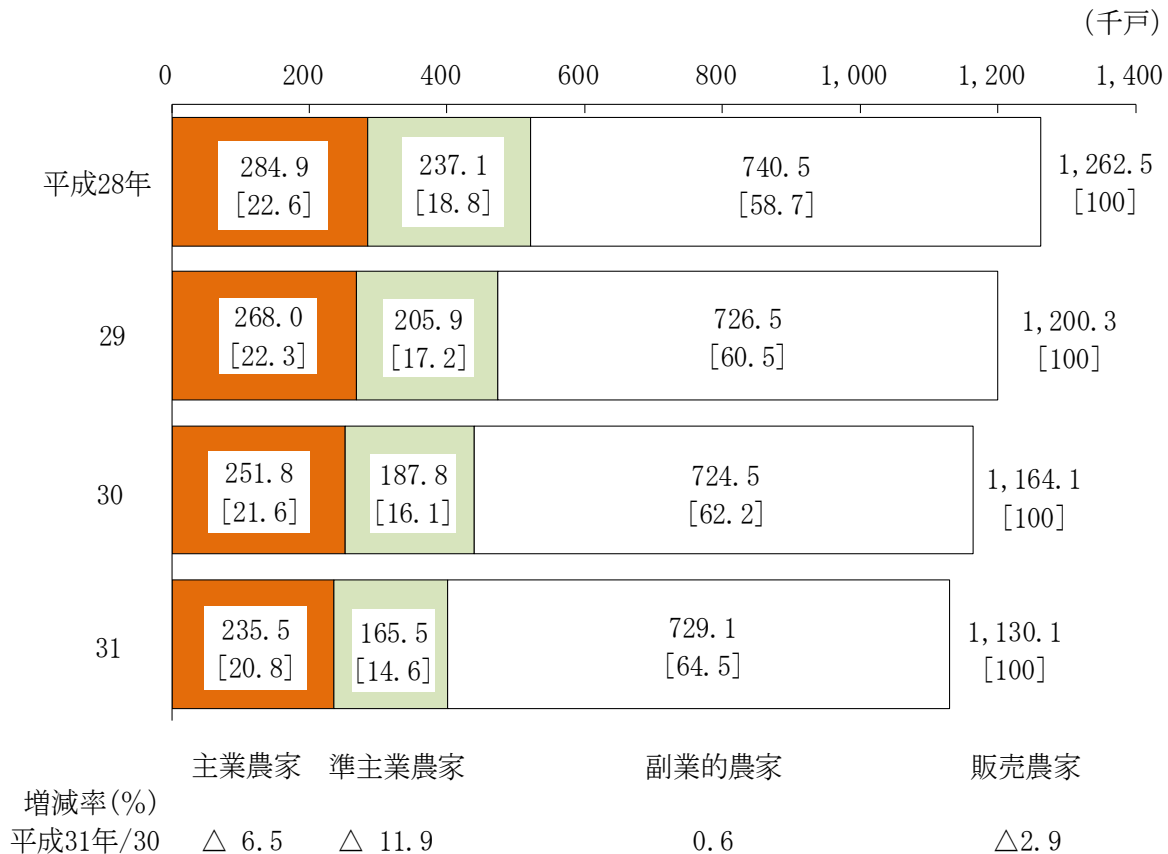 (千戸)
0 200 400 600 800 1,000 1,200 1,400
平成28年 284.9 237.1 740.5 1,262.5
[22.6] [18.8] [58.7] [100]
29 268.0 205.9 726.5 1,200.3
[22.3] [17.2] [60.5] [100]
30 251.8 187.8 724.5 1,164.1
[21.6] [16.1] [62.2] [100]
31 235.5 165.5 729.1 1,130.1
[20.8] [14.6] [64.5] [100]
主業農家 準主業農家 副業的農家 販売農家
増減率(%)
平成31年/30 △ 6.5 △ 11.9 0.6 △2.9